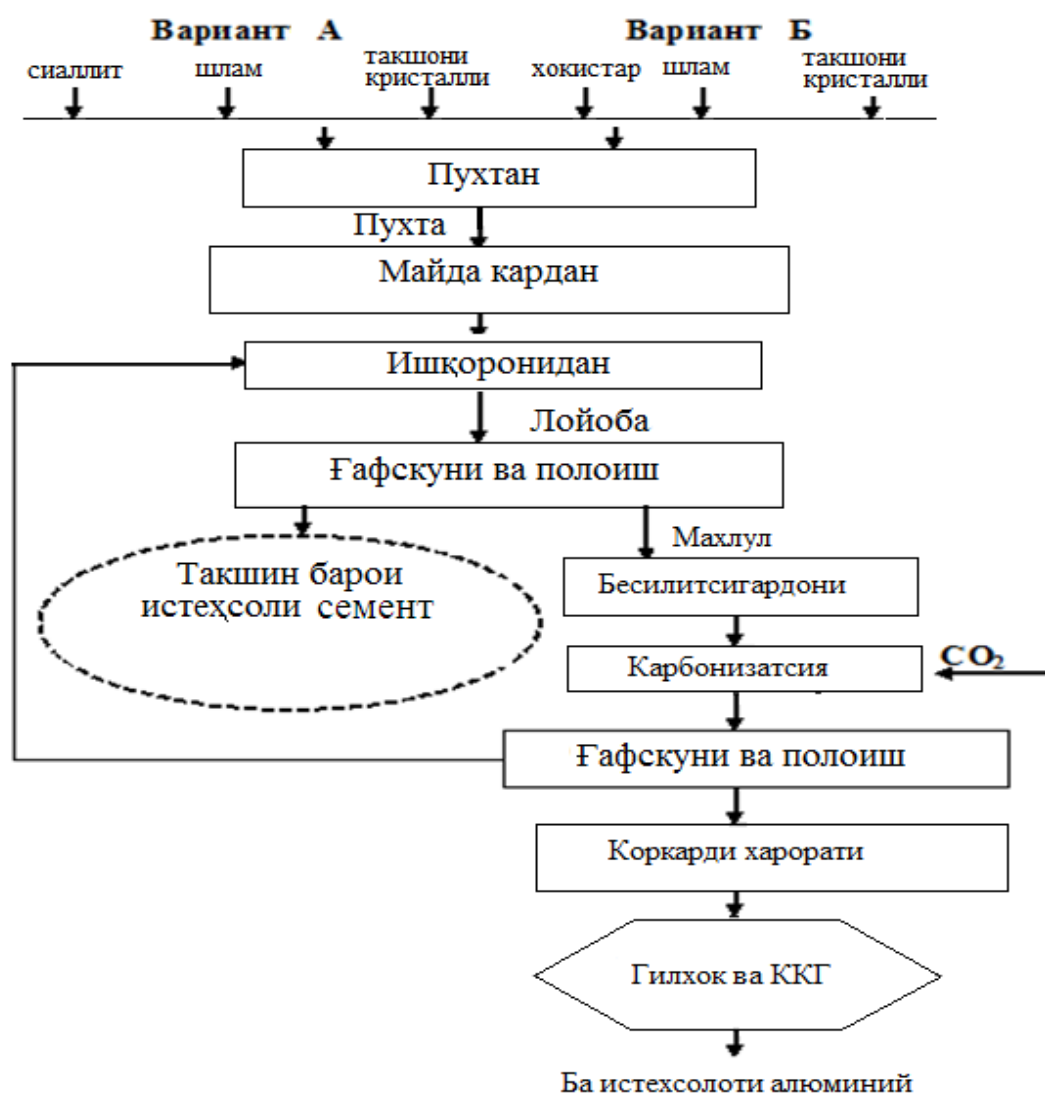 Вариант А
Вариант Б
сиаллит
шлам
такшони
кристалли
хокистар
шлам
такшони
кристалли
Пухтан
Пухта
Майда кардан
Ишқоронидан
Лойоба
Ғафскуни ва полоиш
Махлул
Такшин барои
истеҳсоли семент
Бесилитсигардони
Карбонизатсия
CO₂
Ғафскуни ва полоиш
Коркарди харорати
Гилхок ва ККГ
Ба истехсолоти алюминий